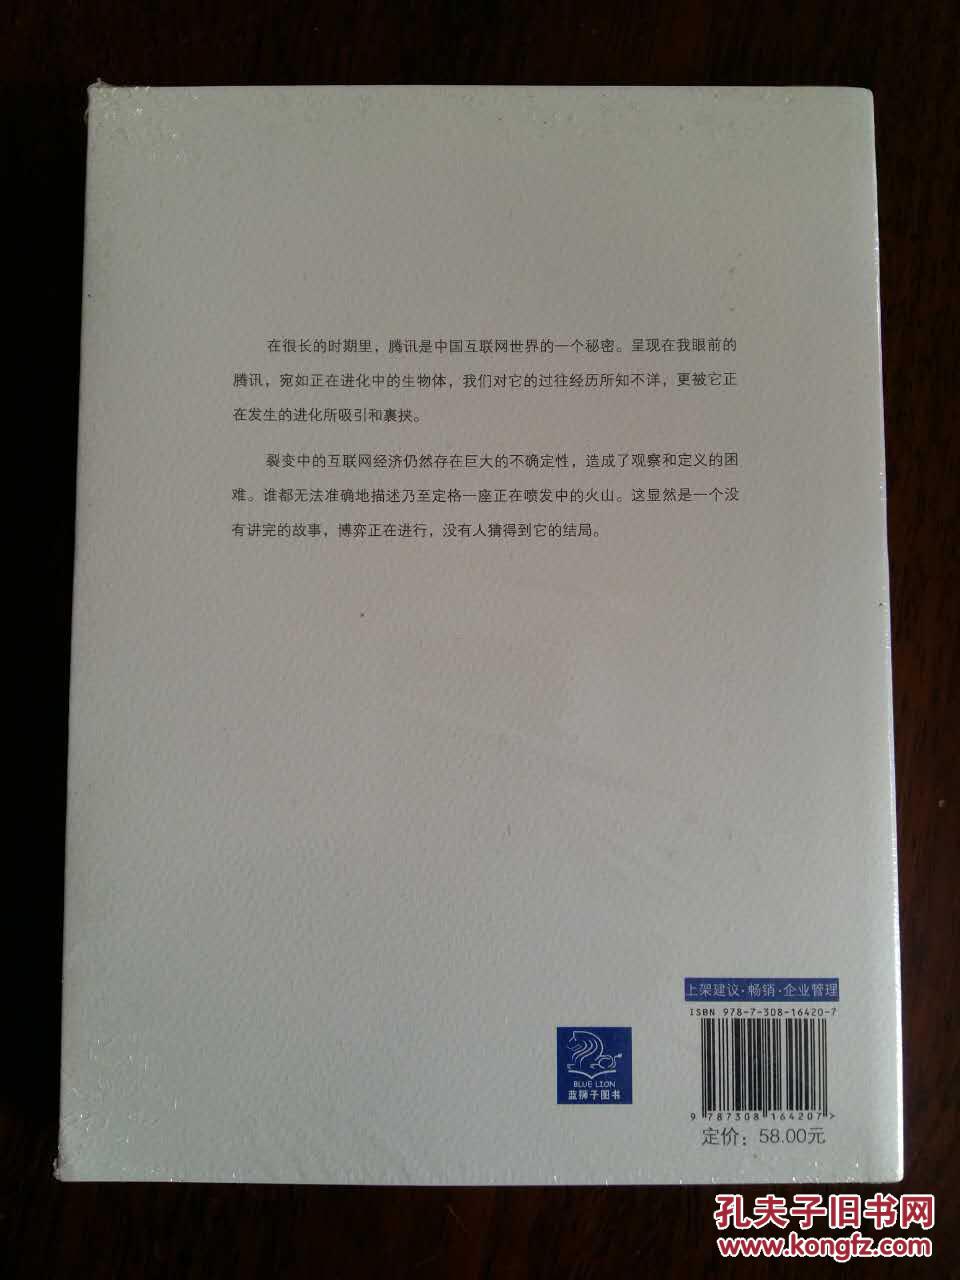 在很长的时期里，腾讯是中国互联网世界的一个秘密。呈现在我眼前的
腾讯，宛如正在进化中的生物体，我们对它的过往经历所知不详，更被它正
在发生的进化所吸引和裹挟。
裂变中的互联网经济仍然存在巨大的不确定性，造成了观察和定义的困
难。谁都无法准确地描述乃至定格一座正在喷发中的火山。这显然是一个没
有讲完的故事，博弈正在进行，没有人猜得到它的结局。
上架建议·畅销·企业管理
ISBN 978-7-308-16420-7
BLUE LION
蓝狮子图书
9 787308 164207 >
定价：58.00元
孔夫子旧书网
www.kongfz.com